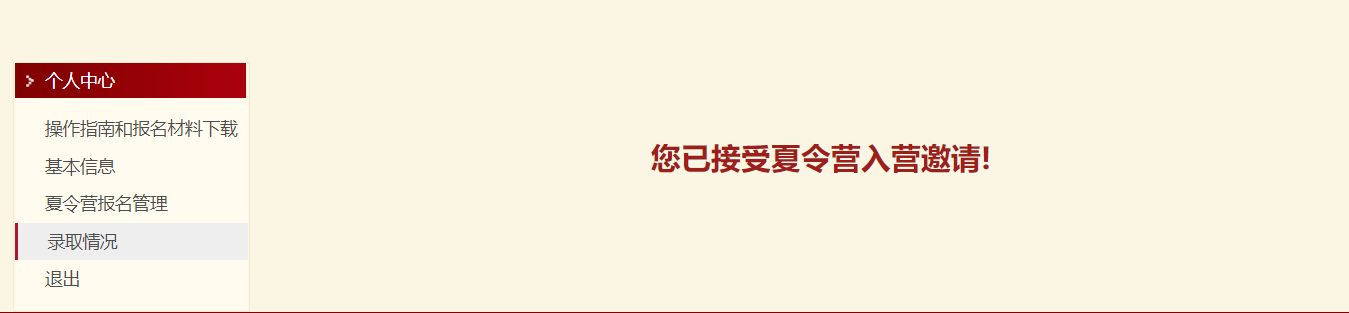 个人中心
操作指南和报名材料下载
基本信息
夏令营报名管理
录取情况
退出
您已接受夏令营入营邀请!